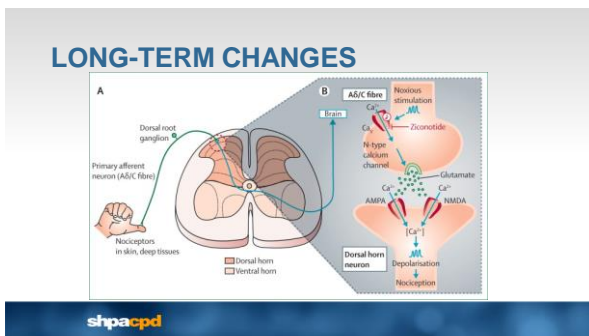 LONG-TERM CHANGES
A
Dorsal root
ganglion
Primary afferent
neuron (Aδ/C fibre)
Nociceptors
in skin, deep tissues
Dorsal horn
Ventral horn
Brain
B
Aδ/C fibre
Noxious
stimulation
Ca²⁺
Ziconotide
N-type
calcium
channel
Glutamate
Ca²⁺
Ca²⁺
AMPA
NMDA
[Ca²⁺]
Dorsal horn
neuron
Depolarisation
Nociception
shpacpd